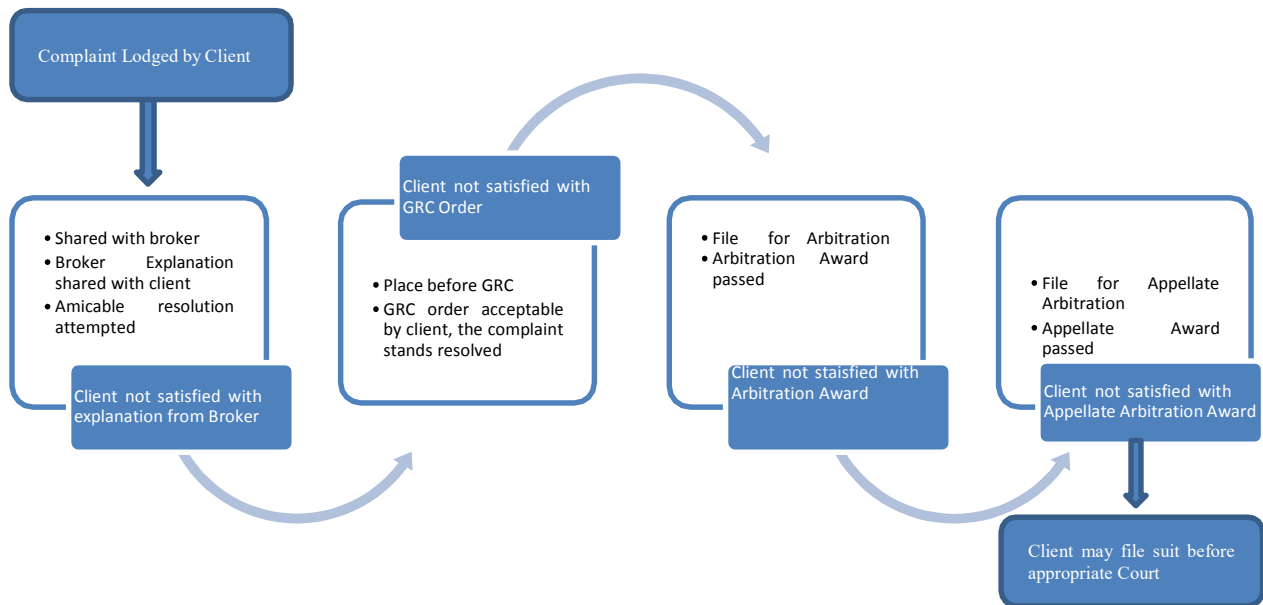 Complaint Lodged by Client
• Shared with broker
• Broker Explanation
shared with client
• Amicable resolution
attempted
Client not satisfied with
explanation from Broker
Client not satisfied with
GRC Order
• Place before GRC
• GRC order acceptable
by client, the complaint
stands resolved
• File for Arbitration
• Arbitration Award
passed
Client not staisfied with
Arbitration Award
• File for Appellate
Arbitration
• Appellate Award
passed
Client not satisfied with
Appellate Arbitration Award
Client may file suit before
appropriate Court